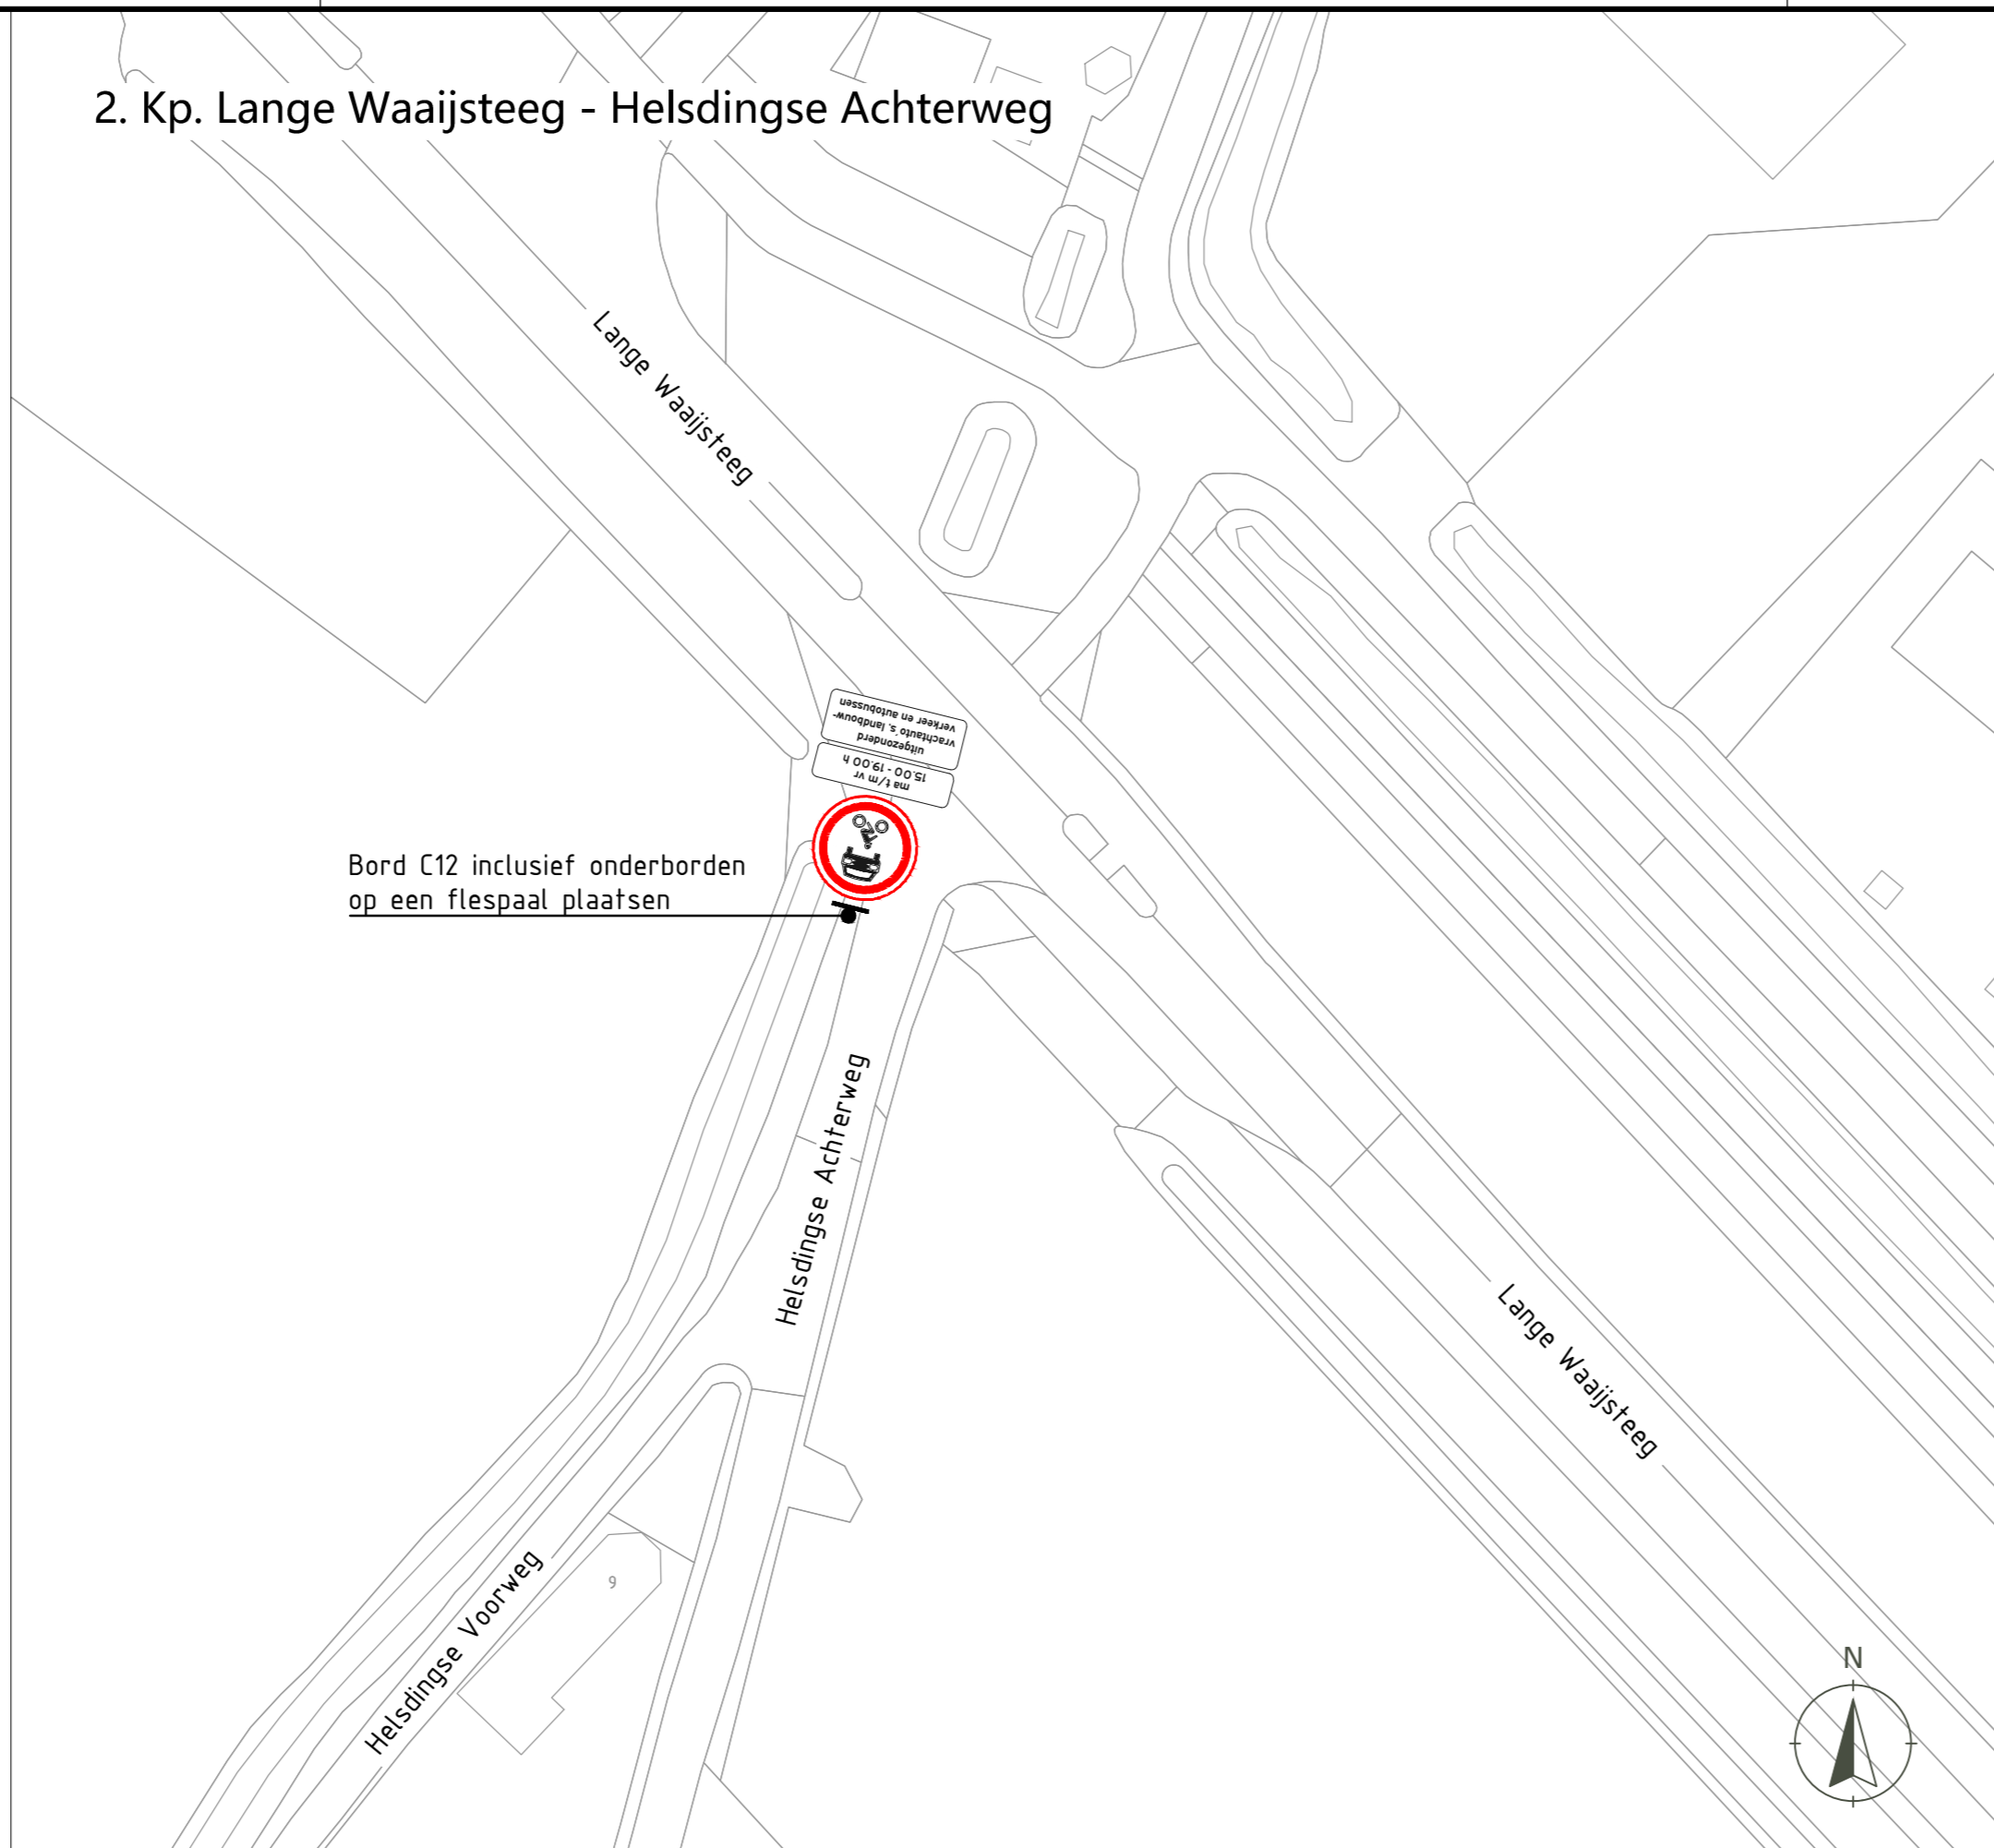 2. Kp. Lange Waaijsteeg - Helsdingse Achterweg
Lange Waaijsteeg
ma t/m vr
15.00 - 19.00 h
uitgezonderd
vrachtauto's, landbouw-
verkeer en autobussen
Bord C12 inclusief onderborden
op een flespaal plaatsen
Helsdingse Achterweg
Lange Waaijsteeg
Helsdingse Voorweg
9
N